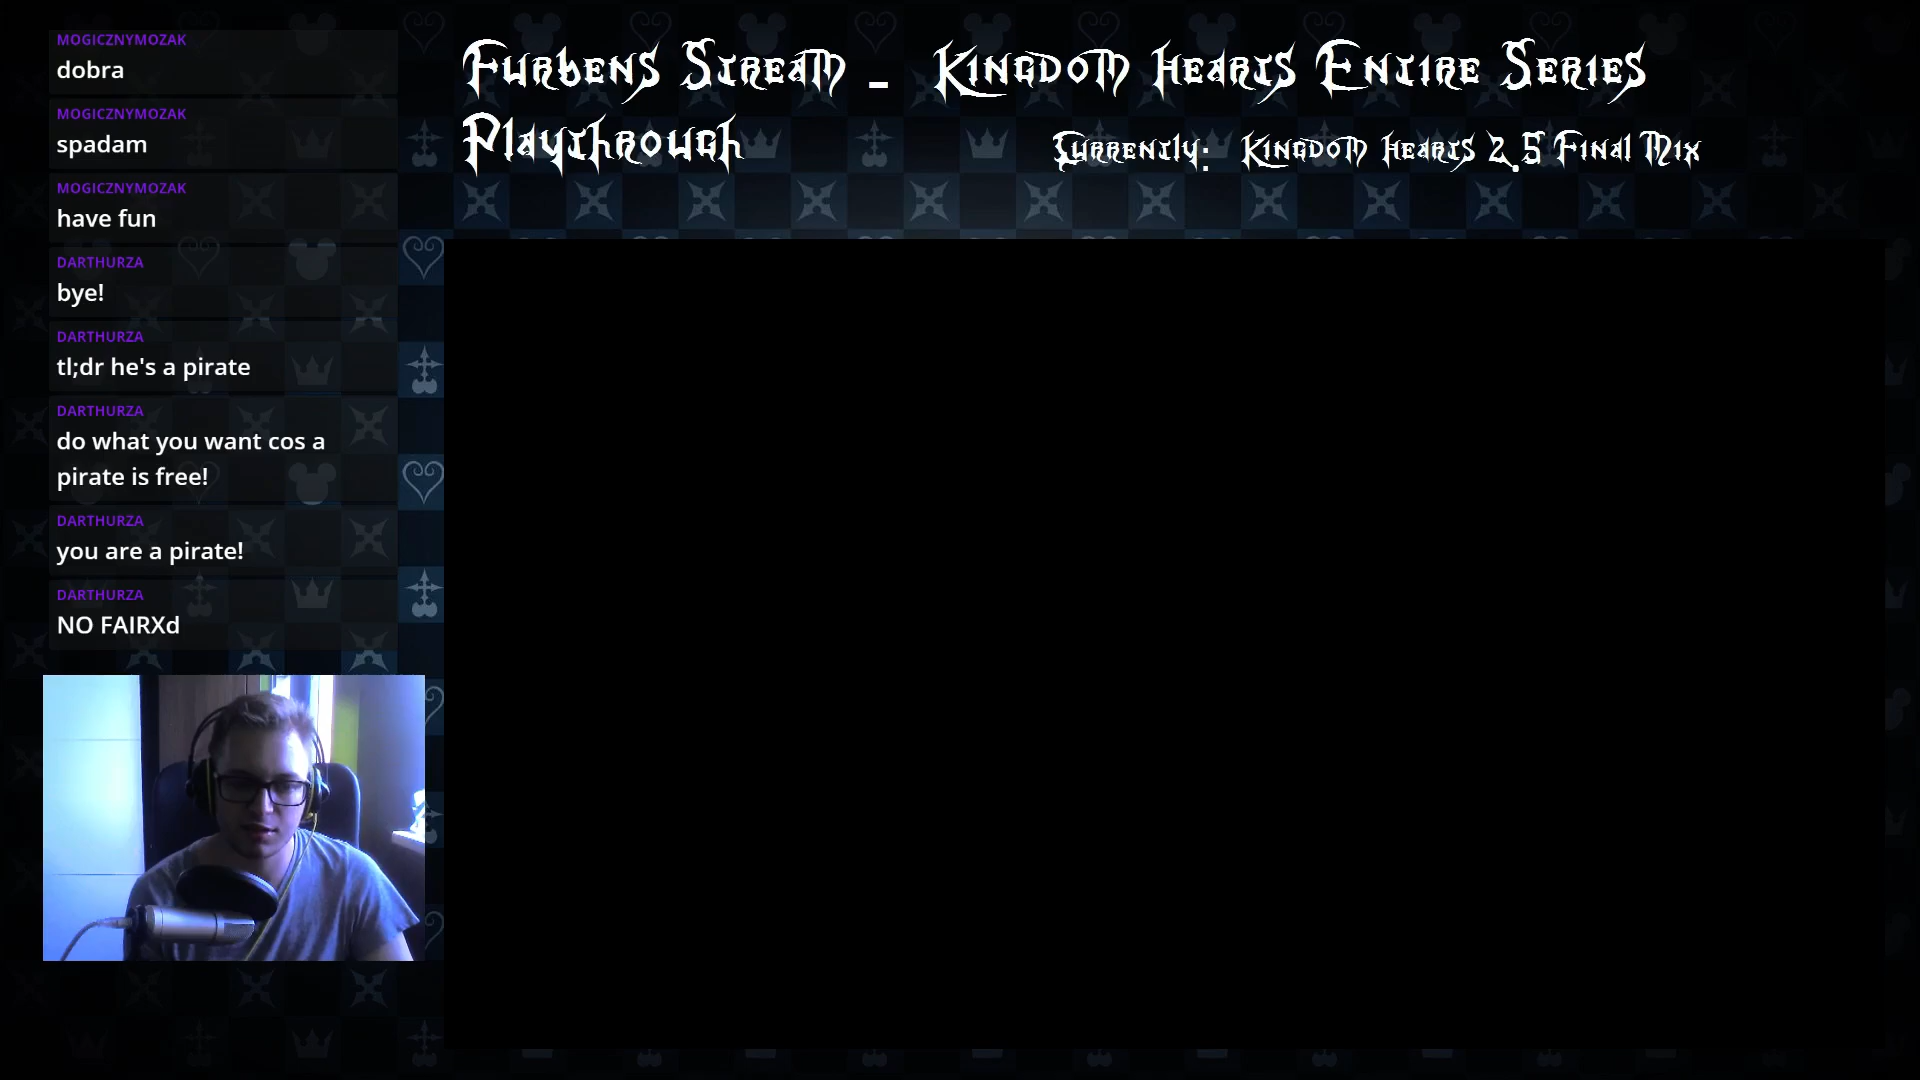 MOGICZNYMOZAK
dobra
MOGICZNYMOZAK
spadam
MOGICZNYMOZAK
have fun
DARTHURZA
bye!
DARTHURZA
tl;dr he's a pirate
DARTHURZA
do what you want cos a
pirate is free!
DARTHURZA
you are a pirate!
DARTHURZA
NO FAIRXd
Furbens Stream - Kingdom Hearts Entire Series
Playthrough
Currently: Kingdom Hearts 2.5 Final Mix